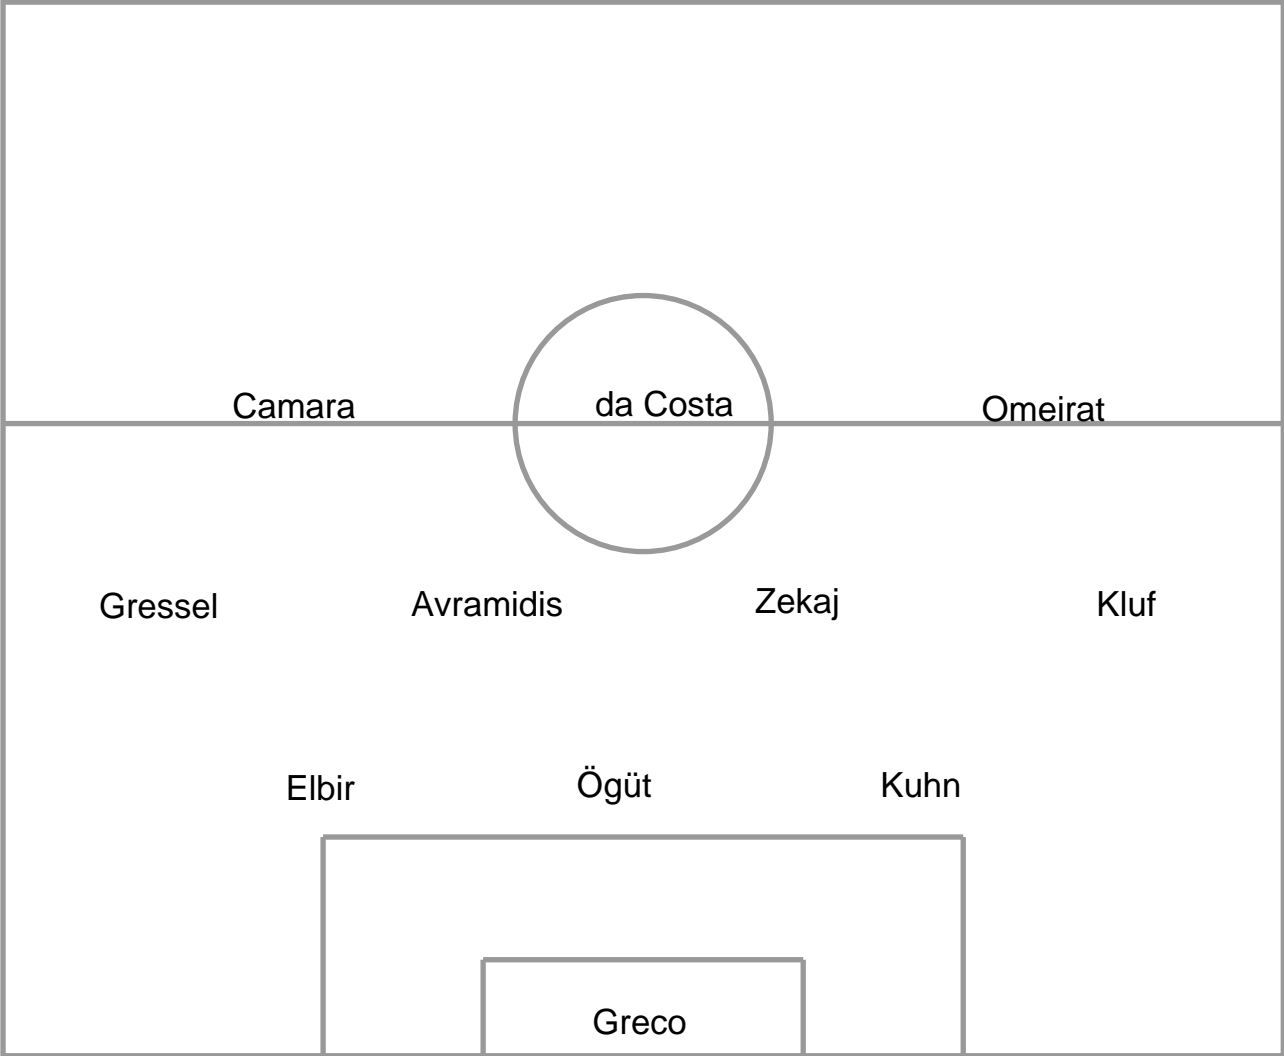 Camara da Costa Omeirat
Gressel Avramidis Zekaj Kluf
Elbir Ögüt Kuhn
Greco